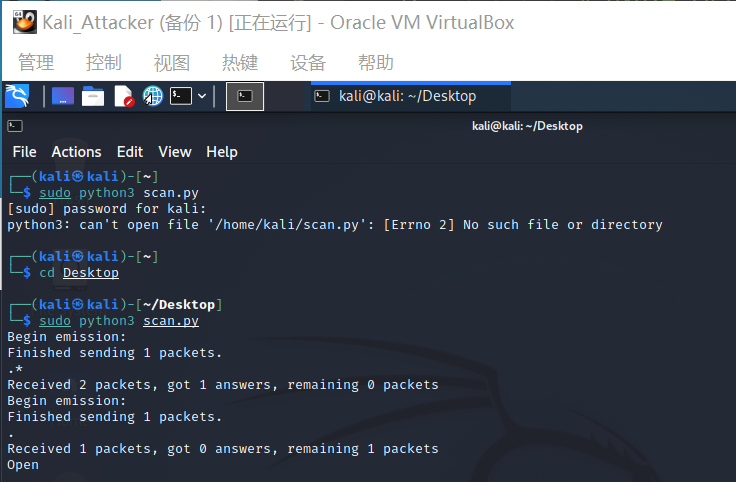 Kali_Attacker (备份 1) [正在运行] - Oracle VM VirtualBox
管理 控制 视图 热键 设备 帮助
kali@kali: ~/Desktop
kali@kali: ~/Desktop
File Actions Edit View Help
┌──(kali㉿kali)-[~]
└─$ sudo python3 scan.py
[sudo] password for kali:
python3: can't open file '/home/kali/scan.py': [Errno 2] No such file or directory
┌──(kali㉿kali)-[~]
└─$ cd Desktop
┌──(kali㉿kali)-[~/Desktop]
└─$ sudo python3 scan.py
Begin emission:
Finished sending 1 packets.
.*
Received 2 packets, got 1 answers, remaining 0 packets
Begin emission:
Finished sending 1 packets.
.
Received 1 packets, got 0 answers, remaining 1 packets
Open